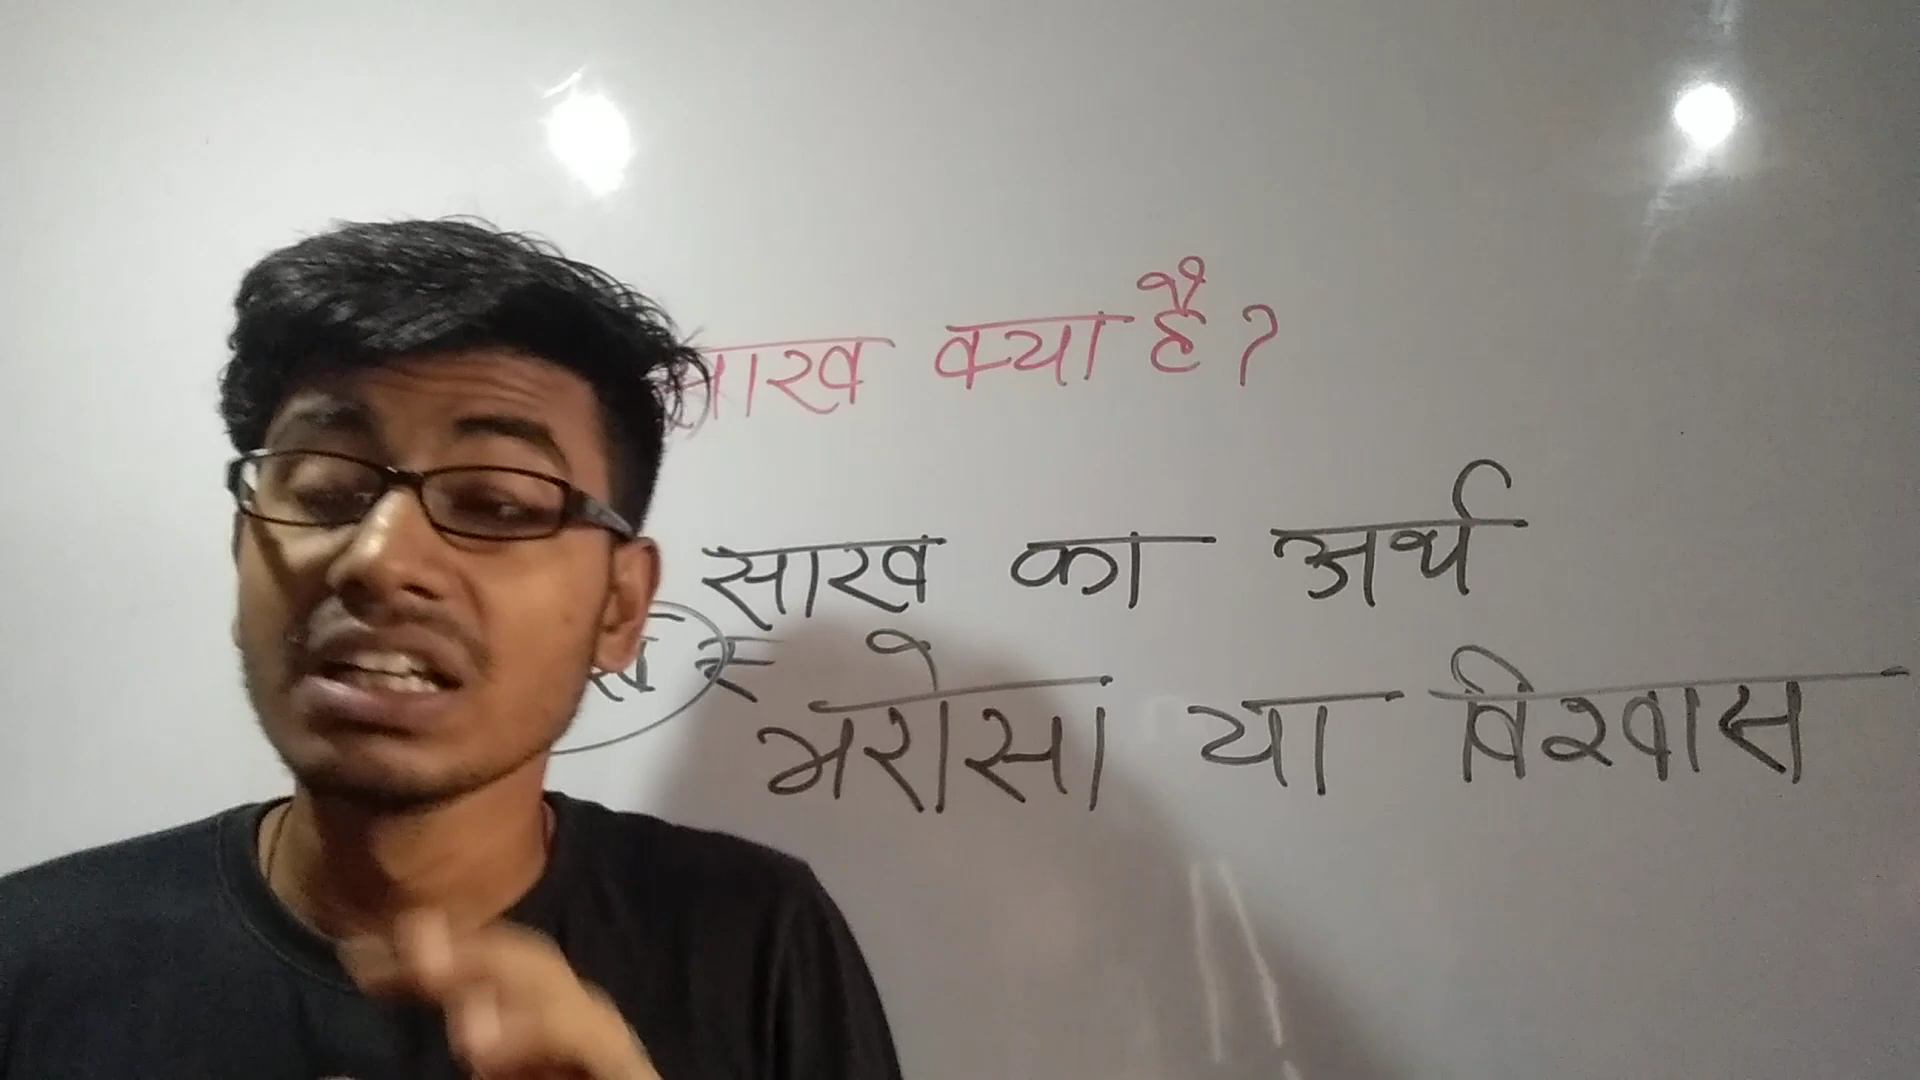 साख क्या है?
साख का अर्थ
भरोसा या विश्वास